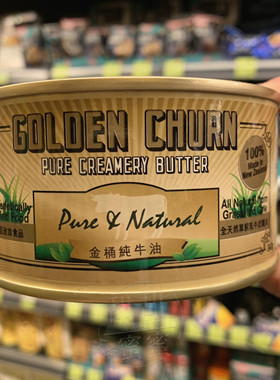 GOLDEN CHURN
PURE CREAMERY BUTTER
100%
Made in
New Zealand
Pure & Natural
金桶純牛油
All Natural from